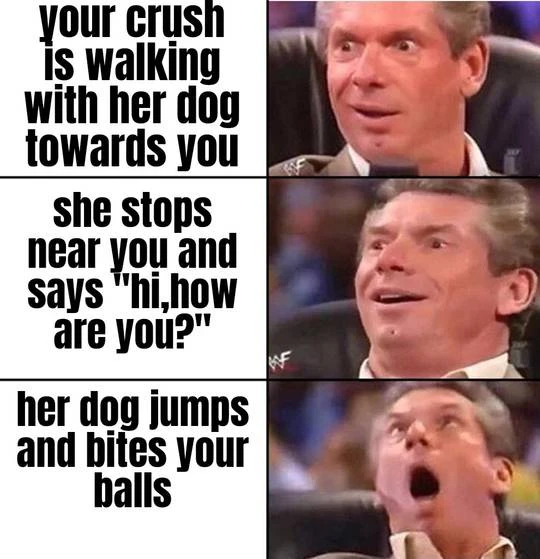 your crush
is walking
with her dog
towards you
she stops
near you and
says "hi,how
are you?"
her dog jumps
and bites your
balls